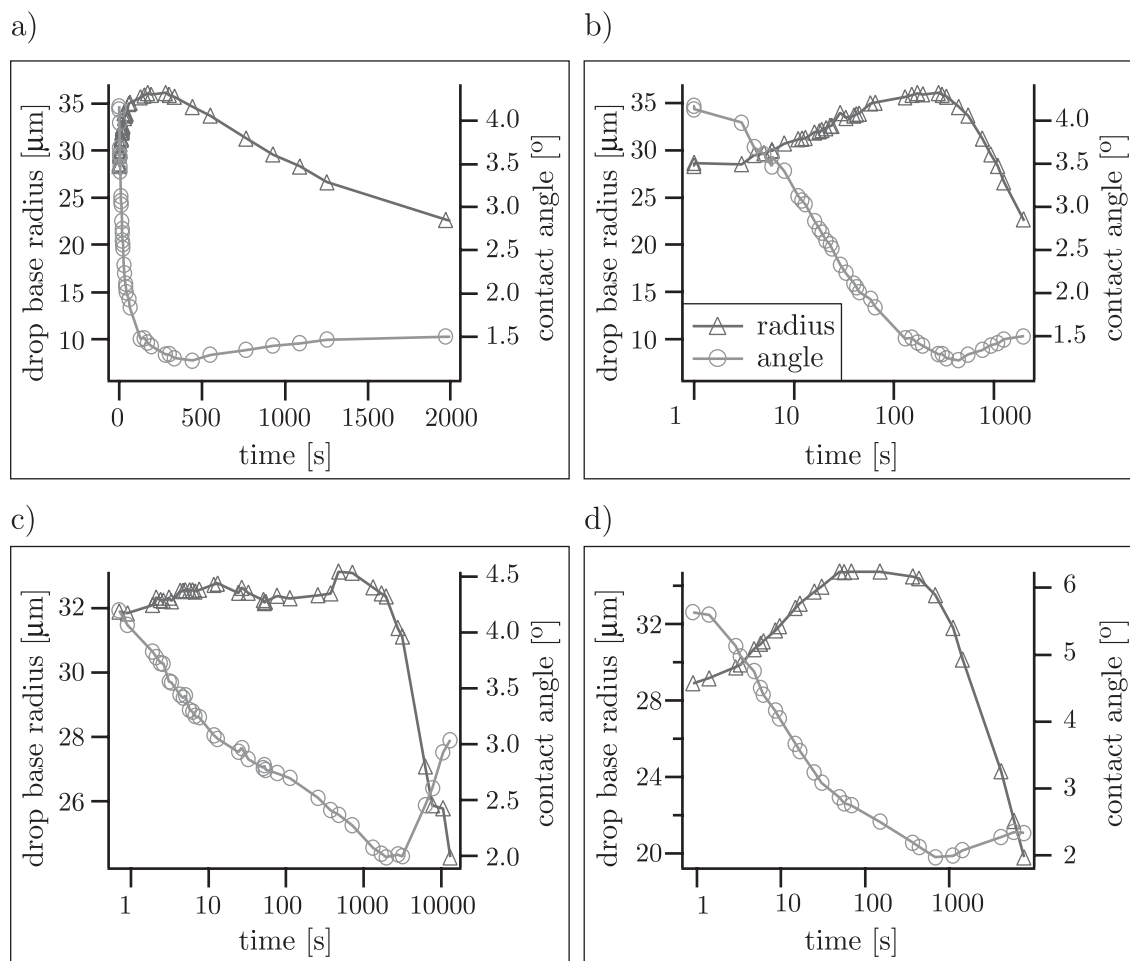 a)
drop base radius [µm]
35
30
25
20
15
10
4.0
3.5
3.0
2.5
2.0
1.5
contact angle [º]
0 500 1000 1500 2000
time [s]
b)
drop base radius [µm]
35
30
25
20
15
10
radius
angle
4.0
3.5
3.0
2.5
2.0
1.5
contact angle [º]
1 10 100 1000
time [s]
c)
drop base radius [µm]
32
30
28
26
4.5
4.0
3.5
3.0
2.5
2.0
contact angle [º]
1 10 100 1000 10000
time [s]
d)
drop base radius [µm]
32
28
24
20
6
5
4
3
2
contact angle [º]
1 10 100 1000
time [s]